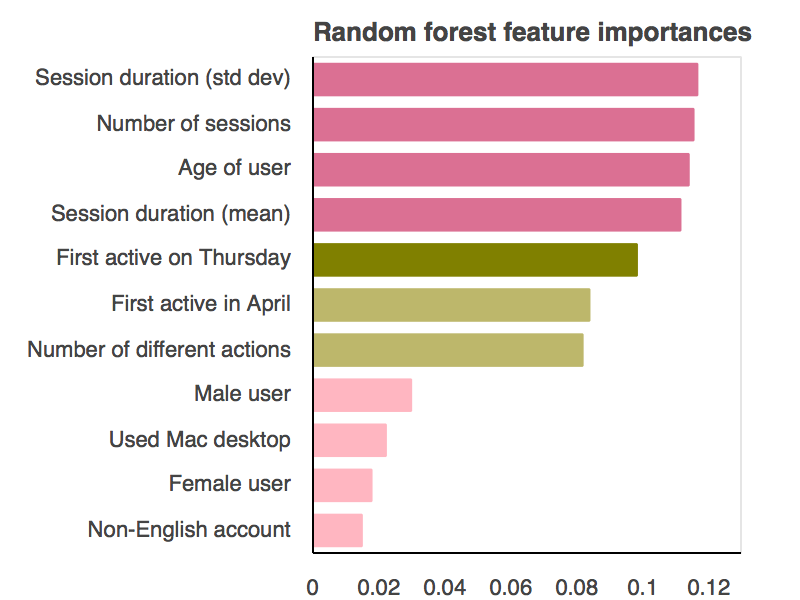 Random forest feature importances
Session duration (std dev)
Number of sessions
Age of user
Session duration (mean)
First active on Thursday
First active in April
Number of different actions
Male user
Used Mac desktop
Female user
Non-English account
0 0.02 0.04 0.06 0.08 0.1 0.12